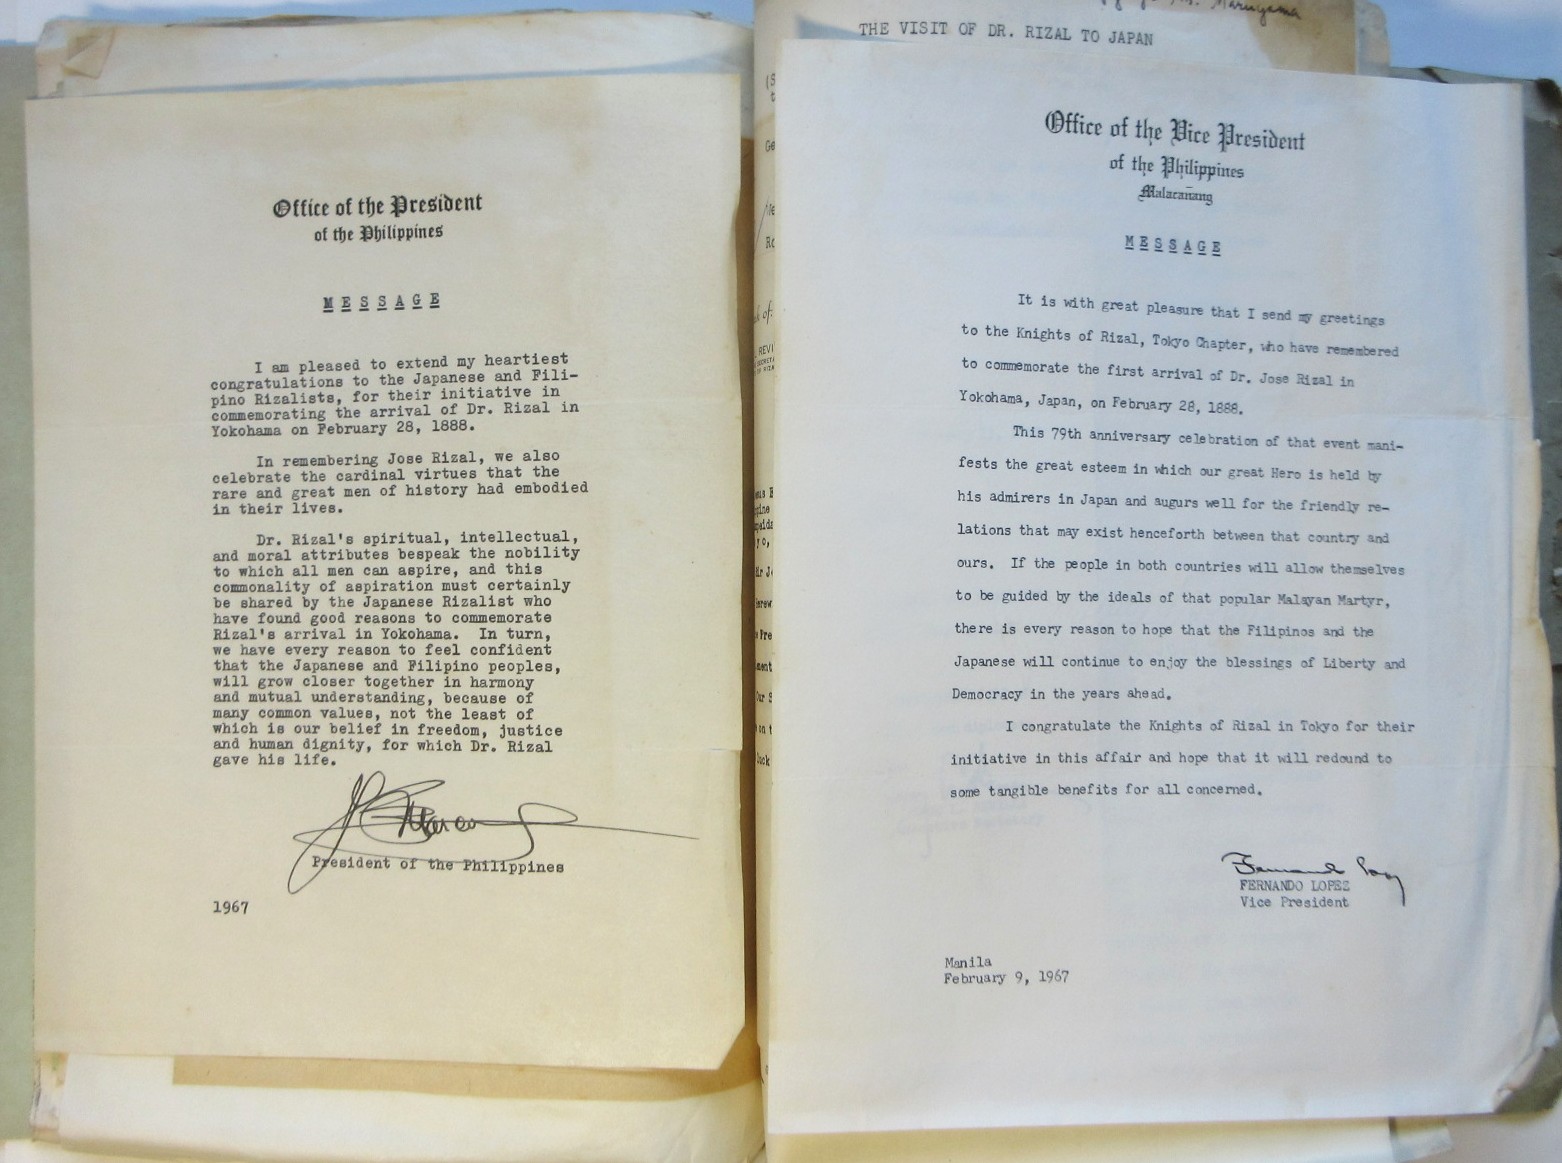 Office of the President
of the Philippines
MESSAGE
I am pleased to extend my heartiest
congratulations to the Japanese and Fili-
pino Rizalists, for their initiative in
commemorating the arrival of Dr. Rizal in
Yokohama on February 28, 1888.
In remembering Jose Rizal, we also
celebrate the cardinal virtues that the
rare and great men of history had embodied
in their lives.
Dr. Rizal's spiritual, intellectual,
and moral attributes bespeak the nobility
to which all men can aspire, and this
commonality of aspiration must certainly
be shared by the Japanese Rizalist who
have found good reasons to commemorate
Rizal's arrival in Yokohama. In turn,
we have every reason to feel confident
that the Japanese and Filipino peoples,
will grow closer together in harmony
and mutual understanding, because of
many common values, not the least of
which is our belief in freedom, justice
and human dignity, for which Dr. Rizal
gave his life.
President of the Philippines
1967
Maruyama
THE VISIT OF DR. RIZAL TO JAPAN
Office of the Vice President
of the Philippines
Malacañang
MESSAGE
It is with great pleasure that I send my greetings
to the Knights of Rizal, Tokyo Chapter, who have remembered
to commemorate the first arrival of Dr. Jose Rizal in
Yokohama, Japan, on February 28, 1888.
This 79th anniversary celebration of that event mani-
fests the great esteem in which our great Hero is held by
his admirers in Japan and augurs well for the friendly re-
lations that may exist henceforth between that country and
ours. If the people in both countries will allow themselves
to be guided by the ideals of that popular Malayan Martyr,
there is every reason to hope that the Filipinos and the
Japanese will continue to enjoy the blessings of Liberty and
Democracy in the years ahead.
I congratulate the Knights of Rizal in Tokyo for their
initiative in this affair and hope that it will redound to
some tangible benefits for all concerned.
Fernando Lopez
FERNANDO LOPEZ
Vice President
Manila
February 9, 1967